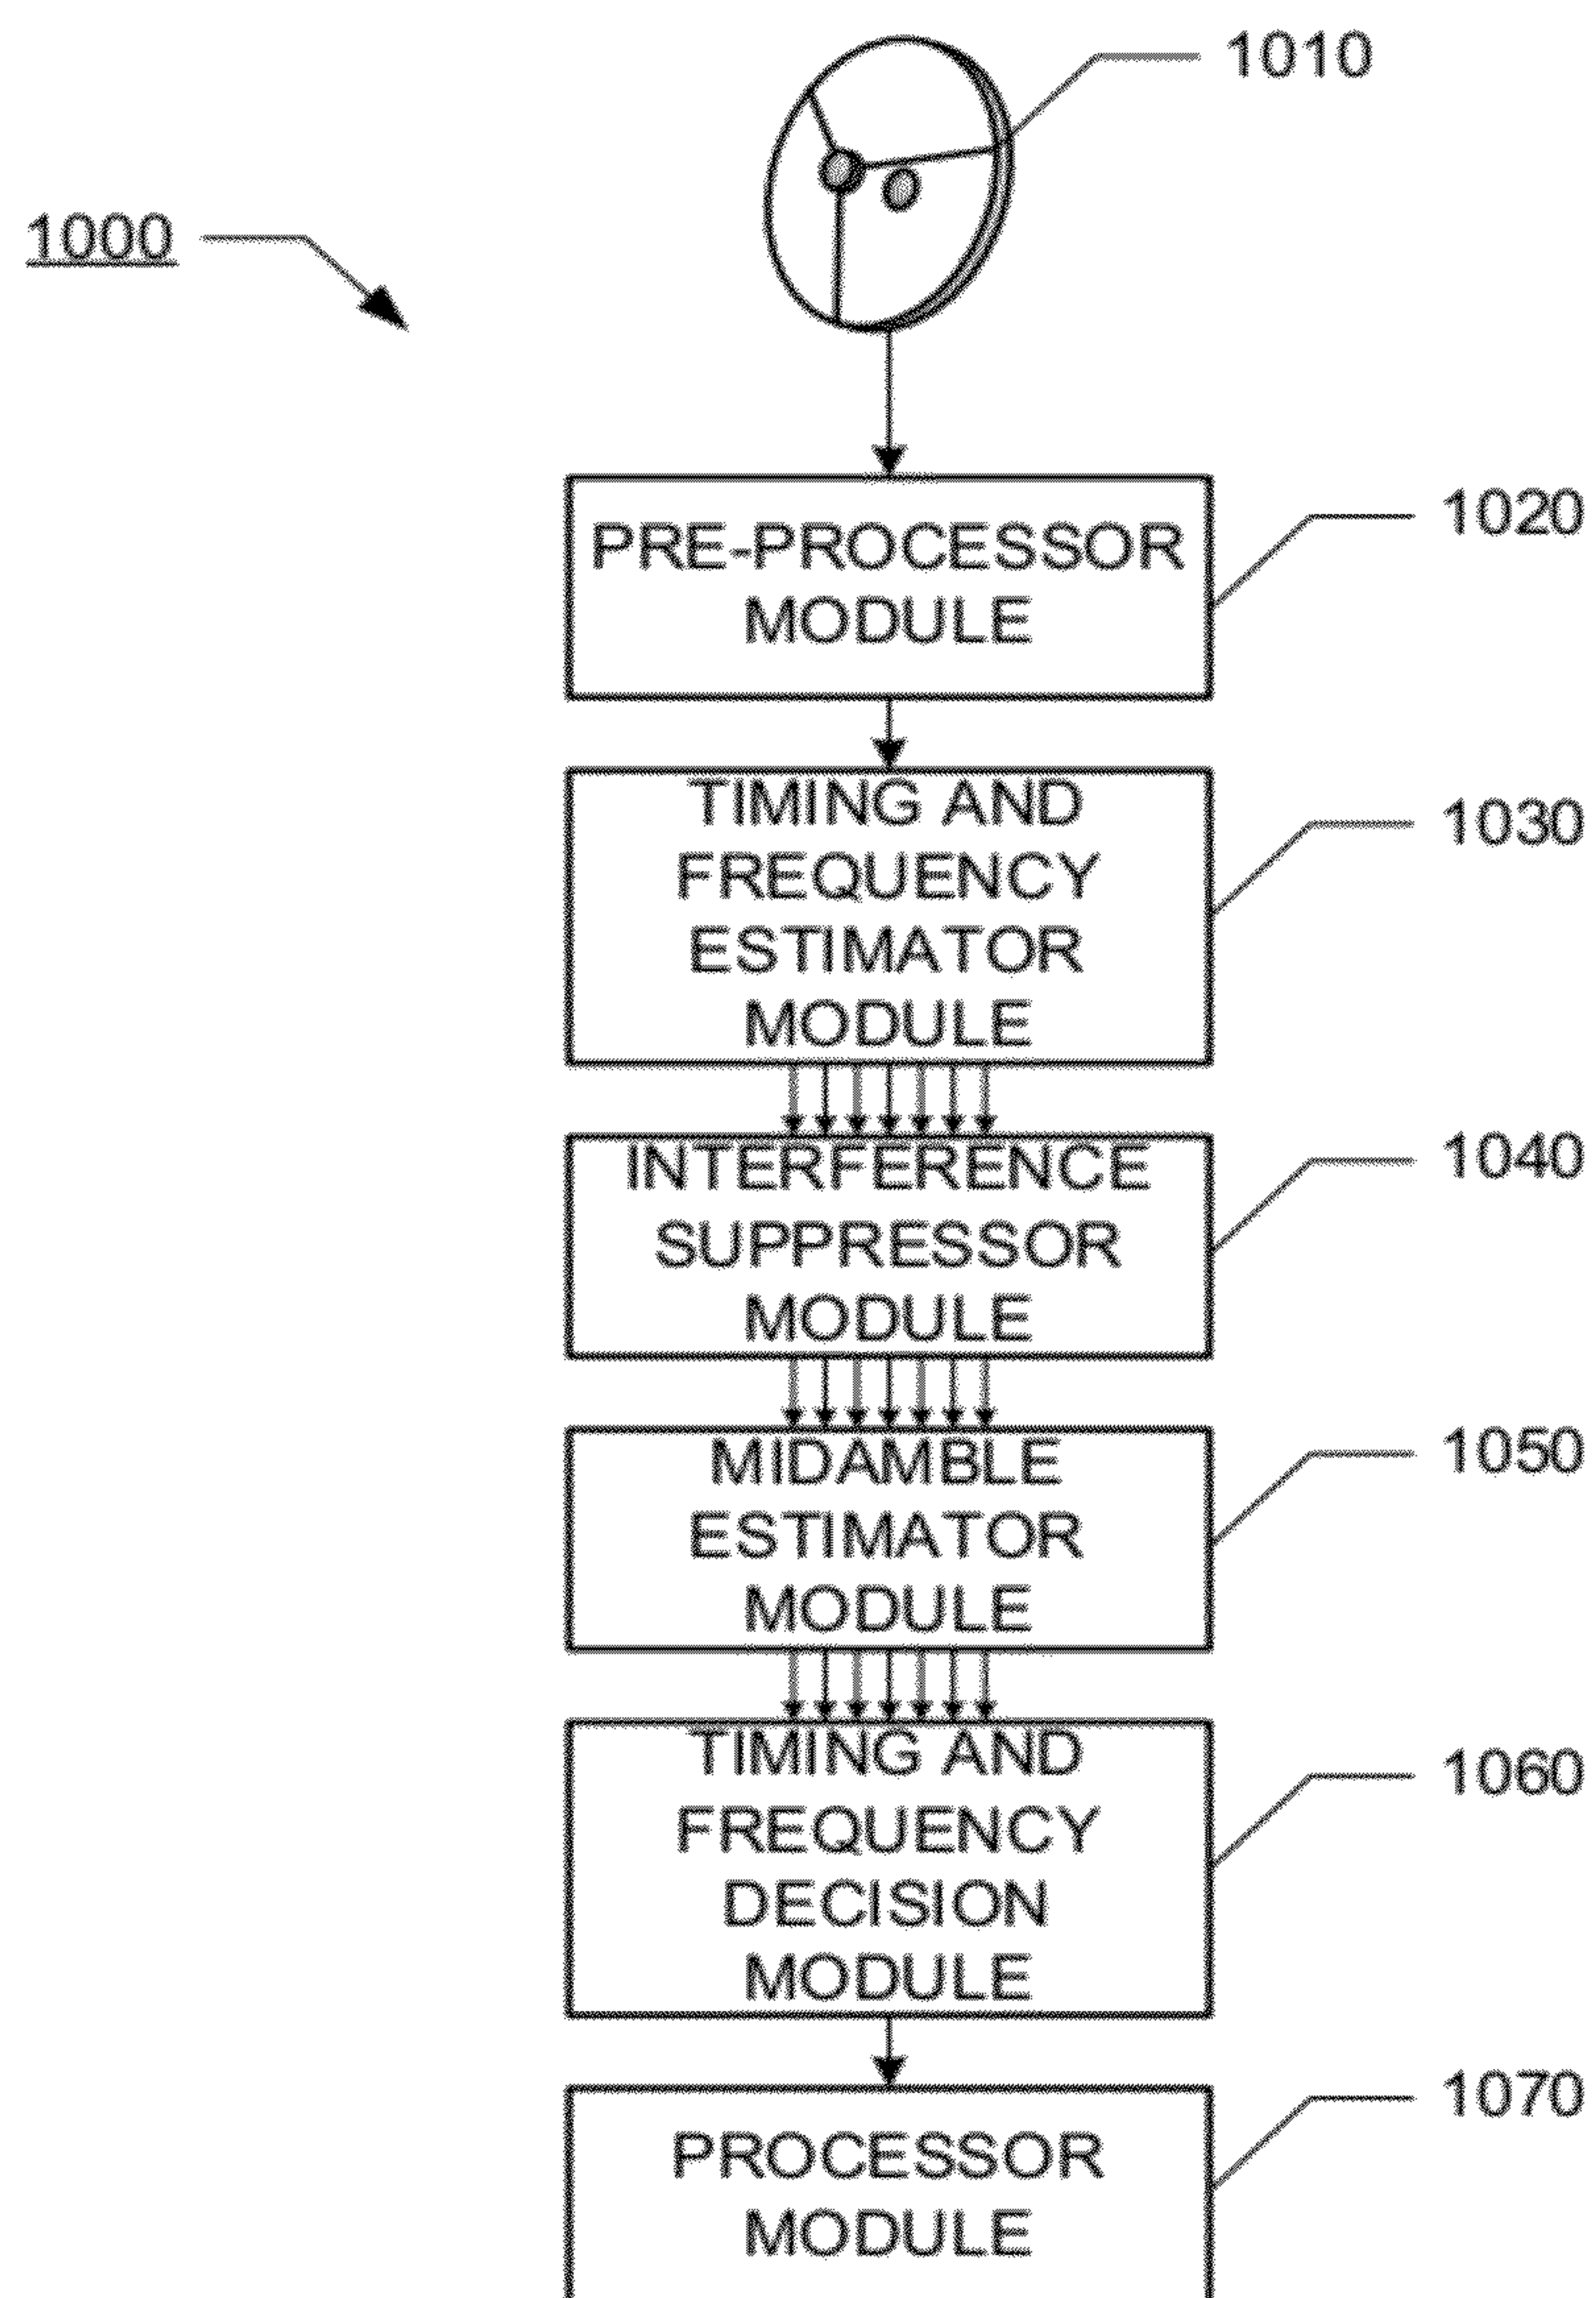 1010
1000
PRE-PROCESSOR
MODULE
1020
TIMING AND
FREQUENCY
ESTIMATOR
MODULE
1030
INTERFERENCE
SUPPRESSOR
MODULE
1040
MIDAMBLE
ESTIMATOR
MODULE
1050
TIMING AND
FREQUENCY
DECISION
MODULE
1060
PROCESSOR
MODULE
1070